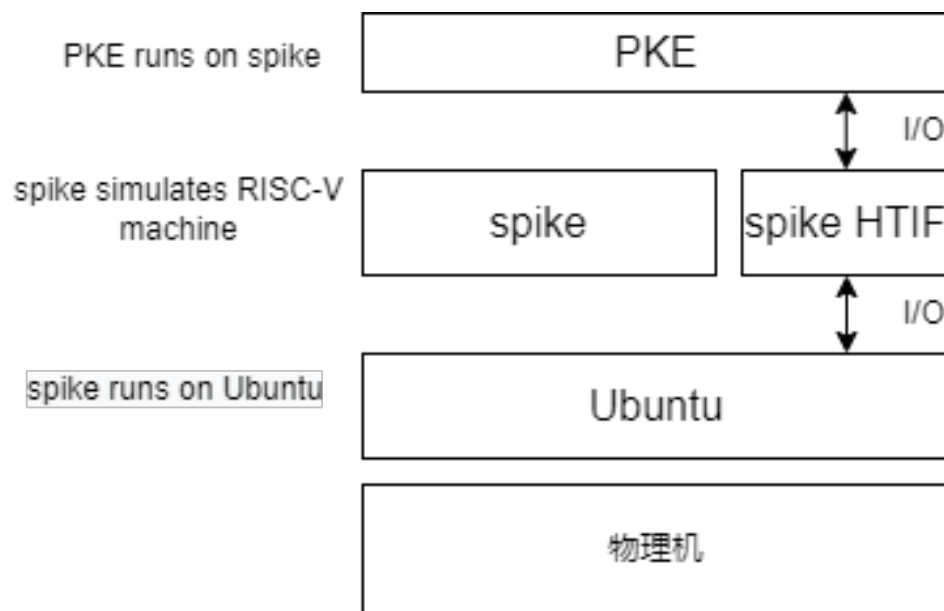 PKE runs on spike
PKE
I/O
spike simulates RISC-V
machine
spike
spike HTIF
I/O
spike runs on Ubuntu
Ubuntu
物理机